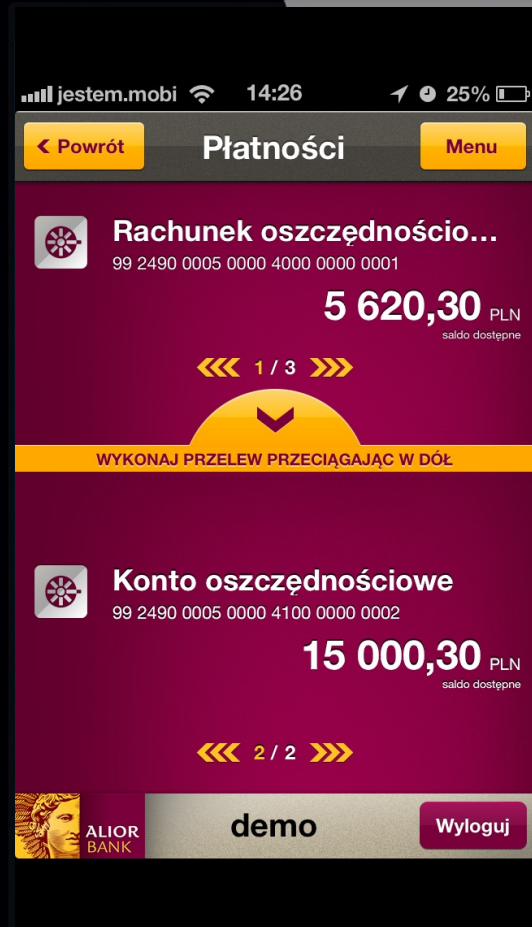 jestem.mobi 14:26 25%
Powrót Płatności Menu
Rachunek oszczędnościo...
99 2490 0005 0000 4000 0000 0001
5 620,30 PLN
saldo dostępne
1 / 3
WYKONAJ PRZELEW PRZECIĄGAJĄC W DÓŁ
Konto oszczędnościowe
99 2490 0005 0000 4100 0000 0002
15 000,30 PLN
saldo dostępne
2 / 2
ALIOR
BANK
demo
Wyloguj